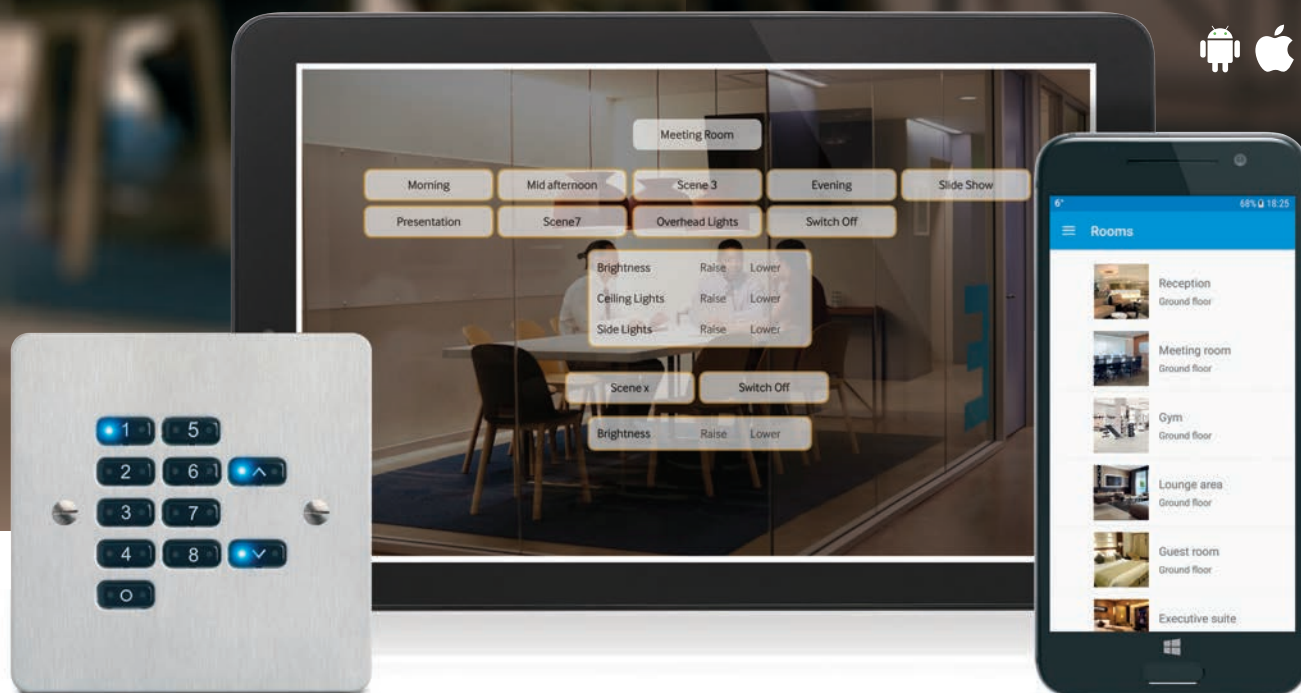 Meeting Room
Morning Mid afternoon Scene 3 Evening Slide Show
Presentation Scene7 Overhead Lights Switch Off
Brightness Raise Lower
Ceiling Lights Raise Lower
Side Lights Raise Lower
Scene x Switch Off
Brightness Raise Lower
1 5
2 6
3 7
4 8
6° 68% 18:25
Rooms
Reception
Ground floor
Meeting room
Ground floor
Gym
Ground floor
Lounge area
Ground floor
Guest room
Ground floor
Executive suite